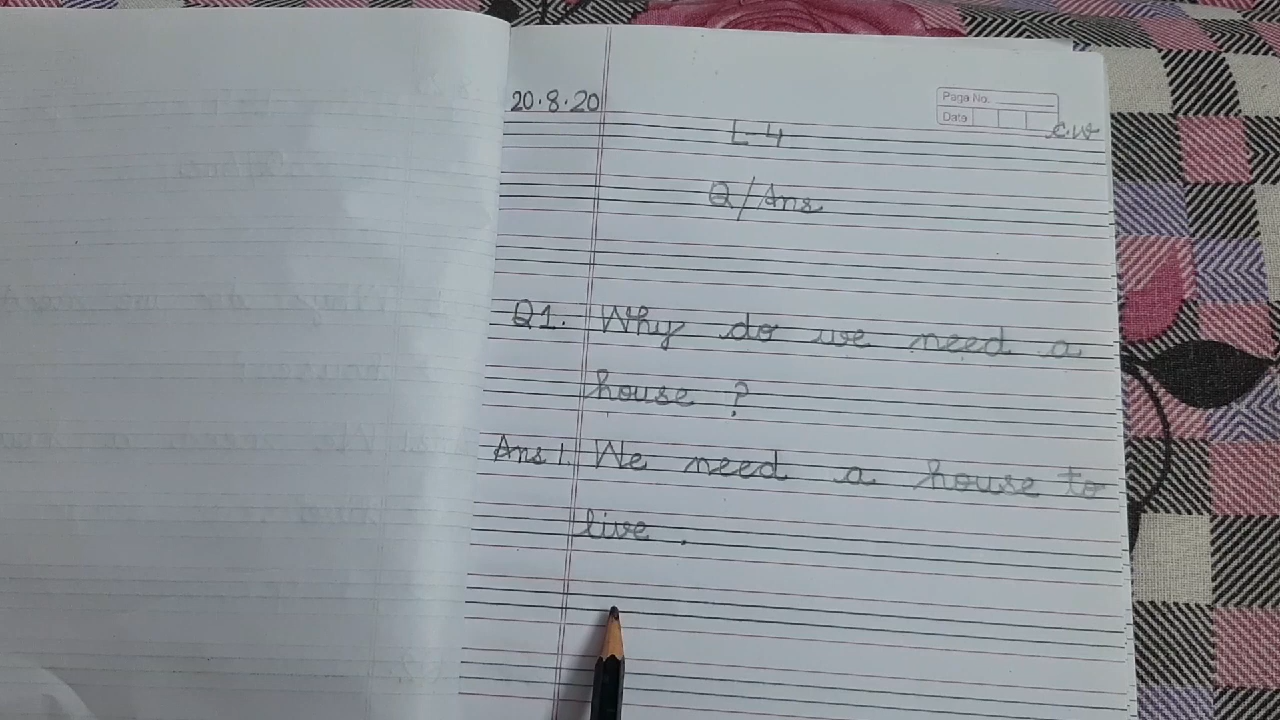 20.8.20
Page No.
Date
C.W
L-4
Q/Ans
Q1. Why do we need a
house ?
Ans 1. We need a house to
live .